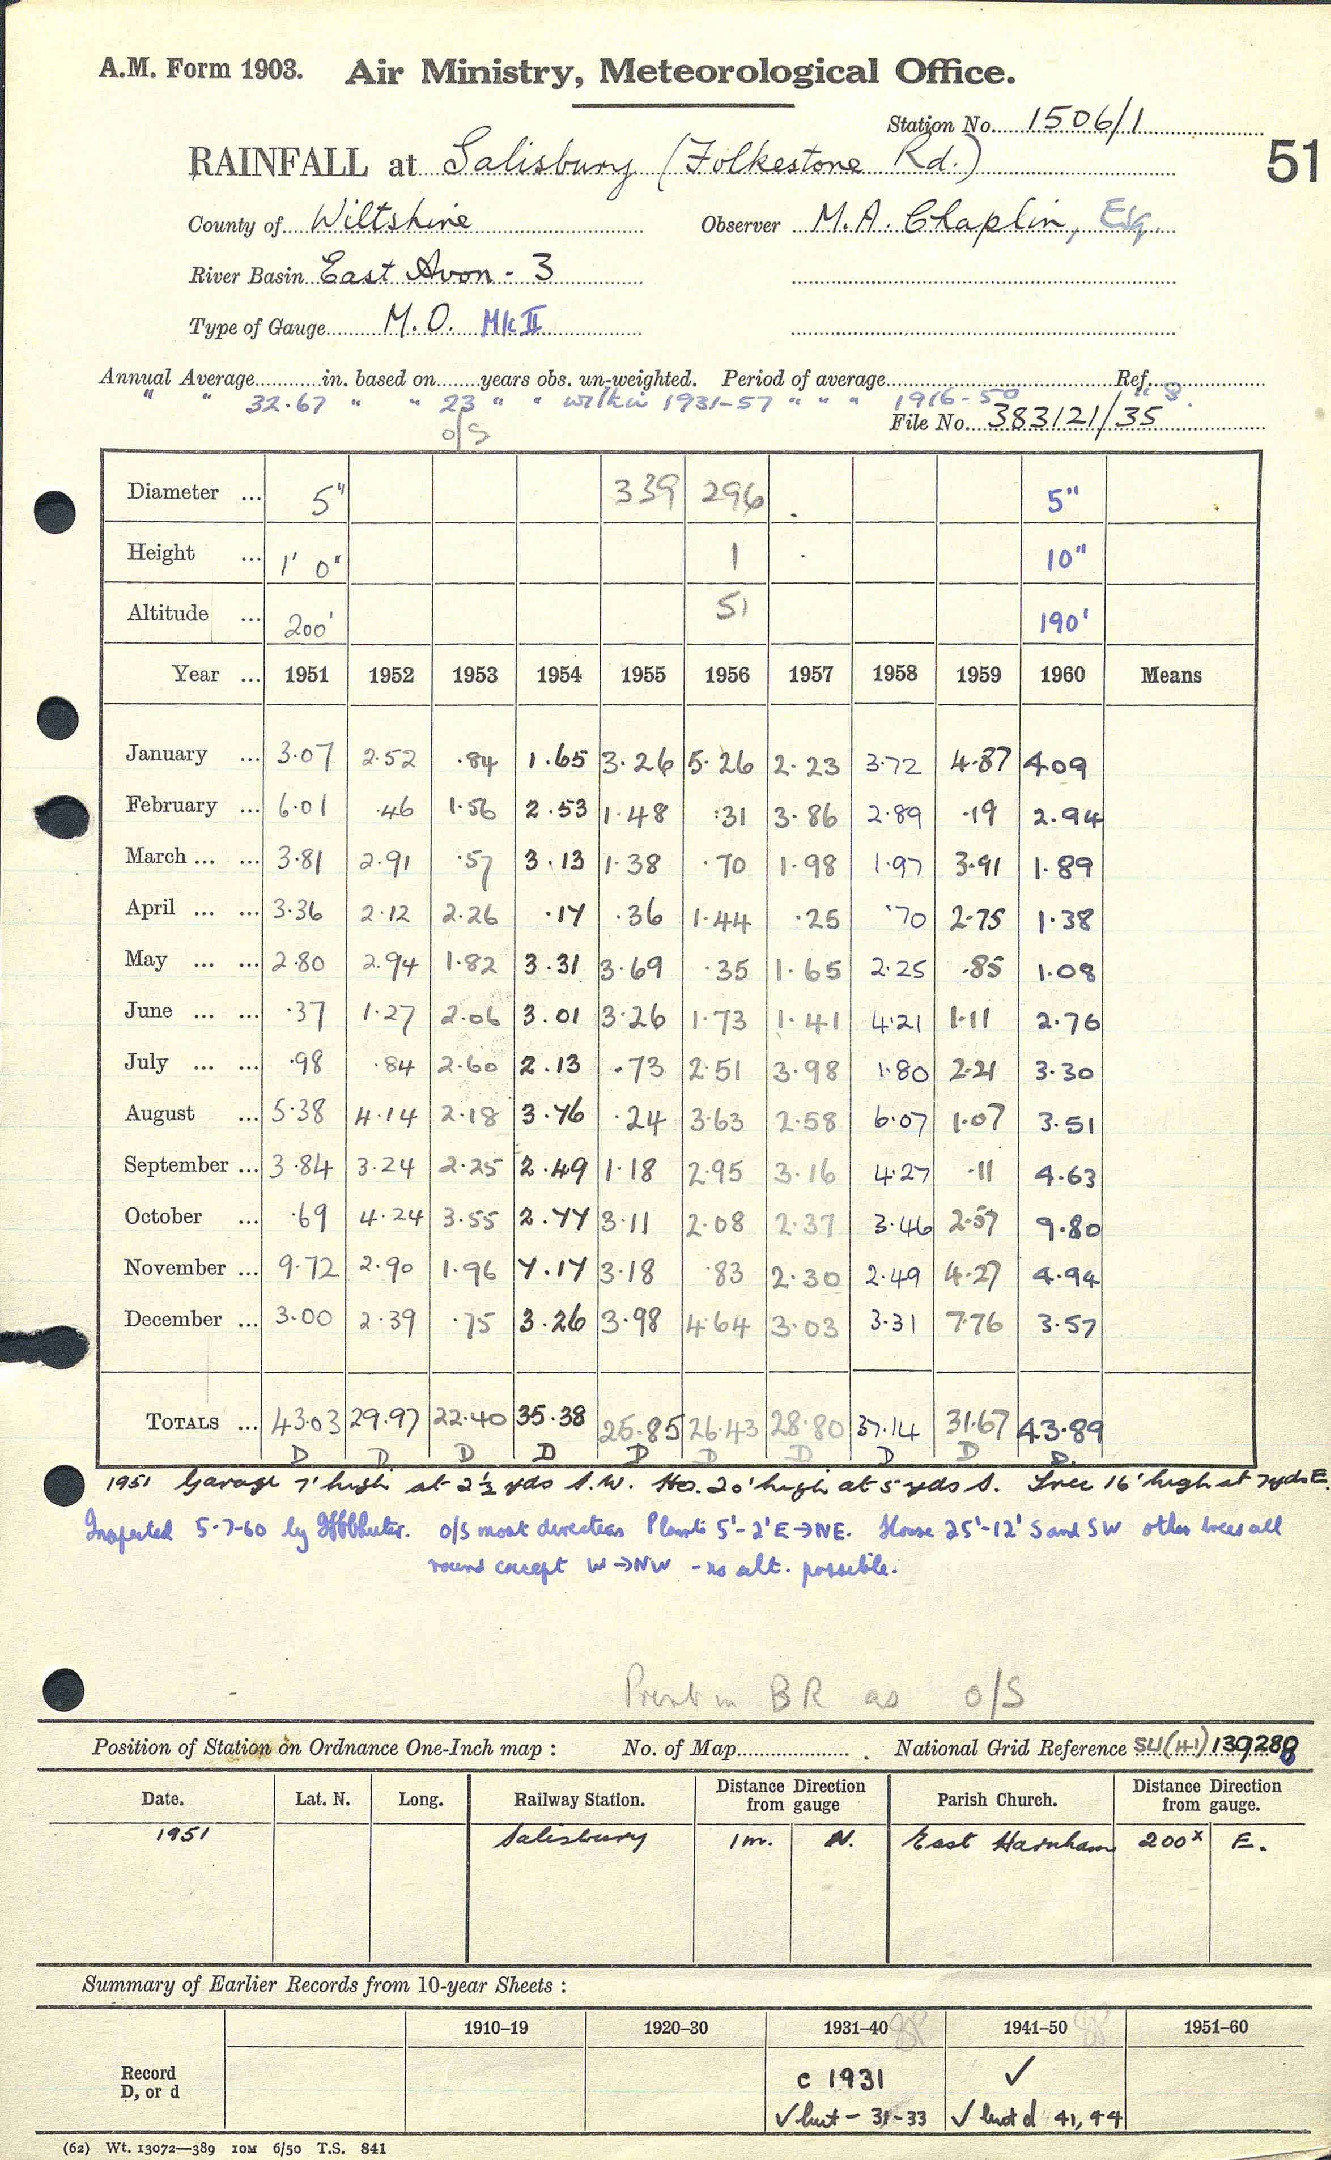 A.M. Form 1903. Air Ministry, Meteorological Office.
Station No. 1506/1
RAINFALL at Salisbury (Folkestone Rd.)
51
County of Wiltshire Observer M.A. Chaplin, Esq.
River Basin East Avon - 3
Type of Gauge M.O. Mk II
Annual Average in. based on years obs. un-weighted. Period of average Ref.
" " 32.67 " " 23 " " within 1931-57 " " " 1916-50 " 3.
o/s
File No. 383121/35
Diameter ... 5" 339 296 5"
Height ... 1' 0" 1 10"
Altitude ... 200' 51 190'
Year ... 1951 1952 1953 1954 1955 1956 1957 1958 1959 1960 Means
January ... 3.07 2.52 .84 1.65 3.26 5.26 2.23 3.72 4.87 4.09
February ... 6.01 .46 1.56 2.53 1.48 .31 3.86 2.89 .19 2.94
March ... ... 3.81 2.91 .57 3.13 1.38 .70 1.98 1.97 3.91 1.89
April ... ... 3.36 2.12 2.26 .17 .36 1.44 .25 .70 2.75 1.38
May ... ... 2.80 2.94 1.82 3.31 3.69 .35 1.65 2.25 .85 1.08
June ... ... .37 1.27 2.06 3.01 3.26 1.73 1.41 4.21 1.11 2.76
July ... ... .98 .84 2.60 2.13 .73 2.51 3.98 1.80 2.21 3.30
August ... 5.38 4.14 2.18 3.76 .24 3.63 2.58 6.07 1.07 3.51
September ... 3.84 3.24 2.25 2.49 1.18 2.95 3.16 4.27 .11 4.63
October ... .69 4.24 3.55 2.77 3.11 2.08 2.37 3.46 2.57 9.80
November ... 9.72 2.90 1.96 7.17 3.18 .83 2.30 2.49 4.27 4.94
December ... 3.00 2.39 .75 3.26 3.98 4.64 3.03 3.31 7.76 3.57
TOTALS ... 43.03 29.97 22.40 35.38 25.85 26.43 28.80 37.14 31.67 43.89
D D D D D D D D D D.
1951 Garage 7' high at 2½ yds S.W. Ho. 20' high at 5 yds S. Tree 16' high at 7 yds E.
Inspected 5-7-60 by o/s most directions Plants 5'-2' E→NE. House 25'-12' S and SW other trees all
round except W→NW - no alt. possible.
Print in BR as o/s
Position of Station on Ordnance One-Inch map : No. of Map National Grid Reference SU(41) 139288
Date. Lat. N. Long. Railway Station. Distance Direction from gauge Parish Church. Distance Direction from gauge.
1951 Salisbury 1m. N. East Harnham 200x E.
Summary of Earlier Records from 10-year Sheets :
1910–19 1920–30 1931–40 1941–50 1951–60
Record D, or d c 1931 ✓
✓ but - 31-33 ✓ but d 41, 44
(62) Wt. 13072—389 10M 6/50 T.S. 841